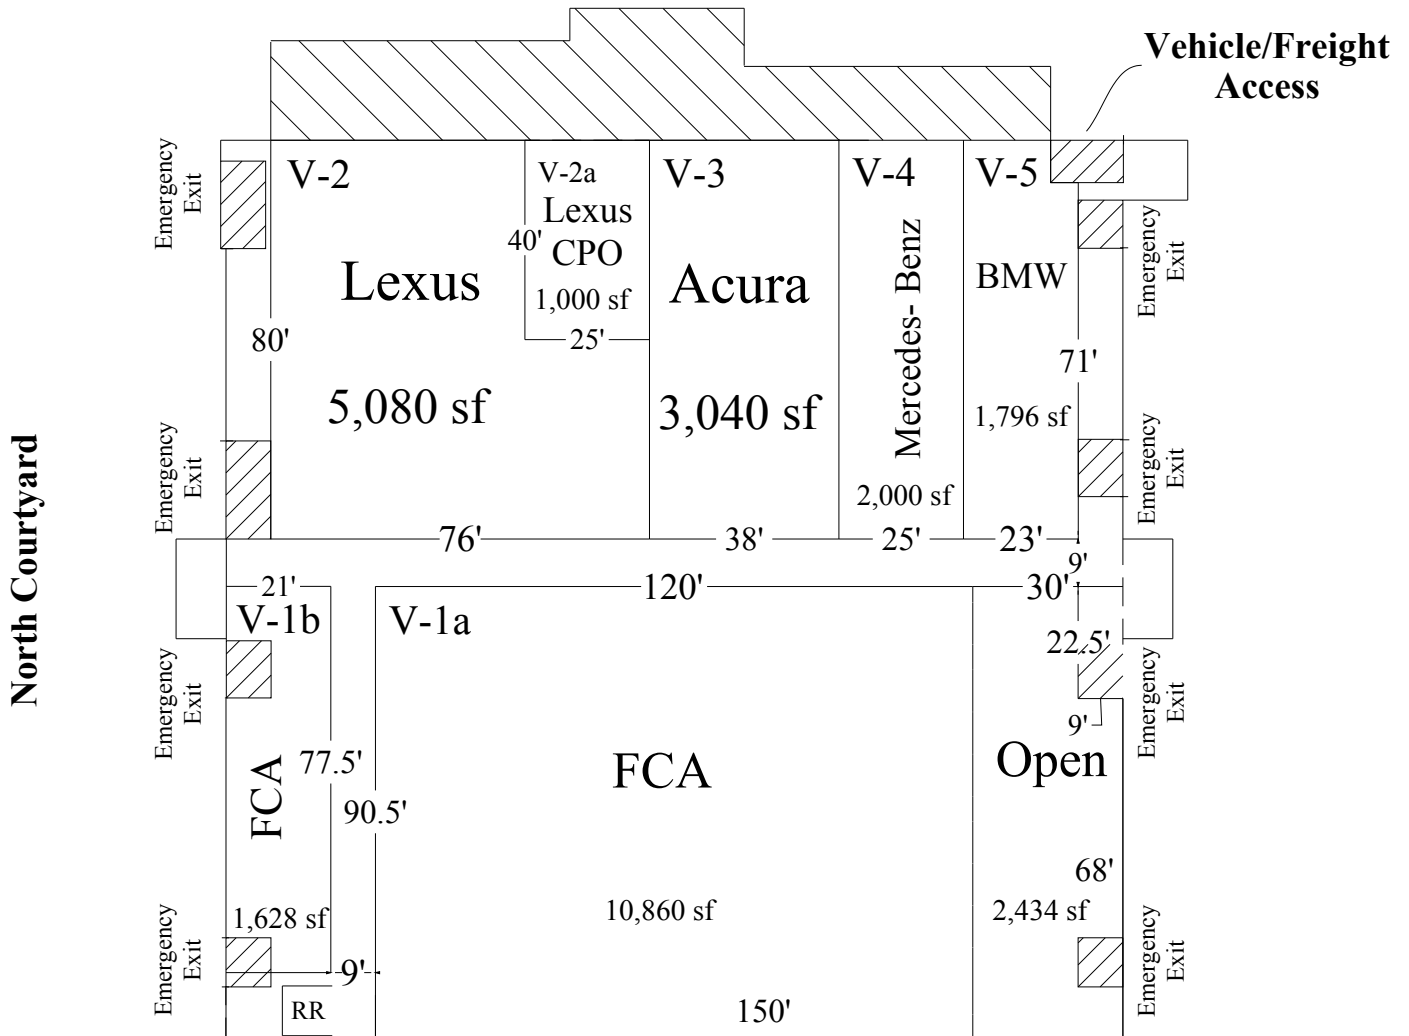 Vehicle/Freight
Access
Emergency
Exit
V-2
V-2a
Lexus
CPO
40'
1,000 sf
25'
Lexus
80'
5,080 sf
76'
V-3
Acura
3,040 sf
38'
V-4
Mercedes- Benz
2,000 sf
25'
V-5
BMW
71'
1,796 sf
23'
Emergency
Exit
Emergency
Exit
Emergency
Exit
North Courtyard
9'
21'
V-1b
120'
V-1a
30'
22.5'
9'
Emergency
Exit
Emergency
Exit
FCA
77.5'
90.5'
FCA
Open
68'
1,628 sf
10,860 sf
2,434 sf
Emergency
Exit
Emergency
Exit
9'
RR
150'